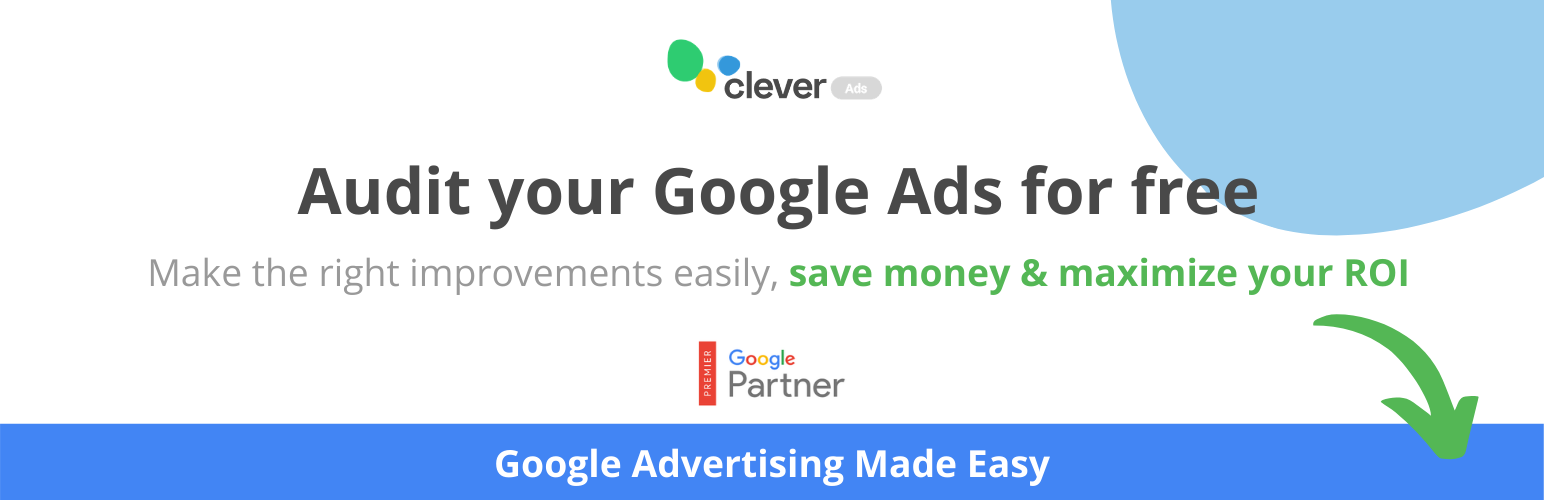 clever Ads
Audit your Google Ads for free
Make the right improvements easily, save money & maximize your ROI
PREMIER
Google
Partner
Google Advertising Made Easy